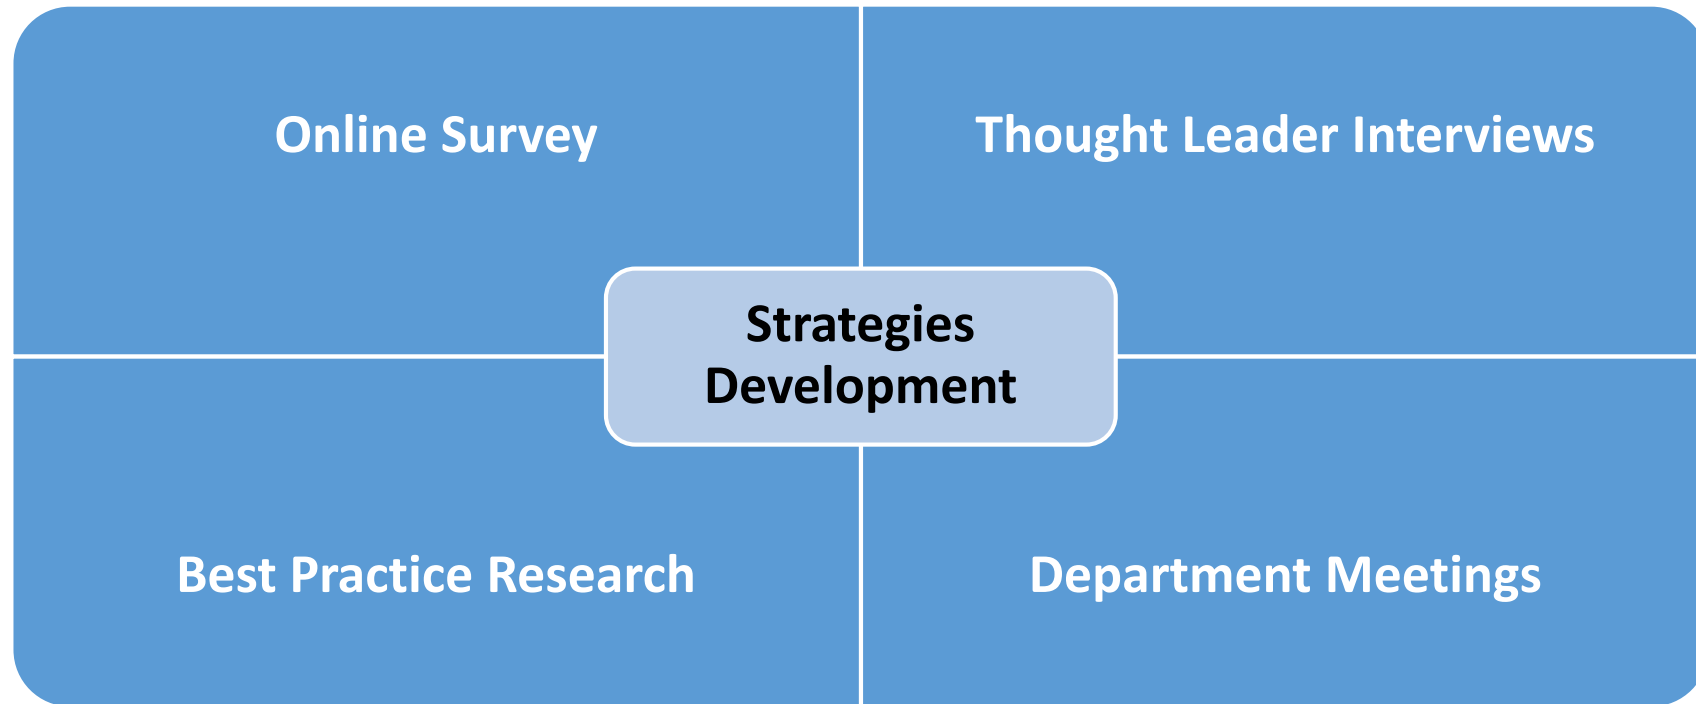 Online Survey
Thought Leader Interviews
Strategies
Development
Best Practice Research
Department Meetings